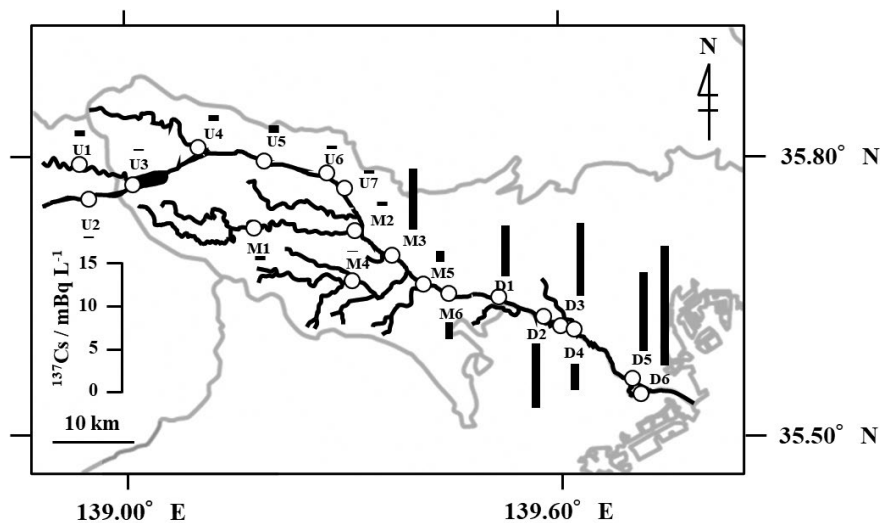 N
U4
U5
U1
U3
U6
35.80° N
U7
U2
M2
M1
M3
M4
M5
15
D1
10
M6
D3
5
D2
D4
0
D5
D6
¹³⁷Cs / mBq L⁻¹
10 km
35.50° N
139.00° E
139.60° E